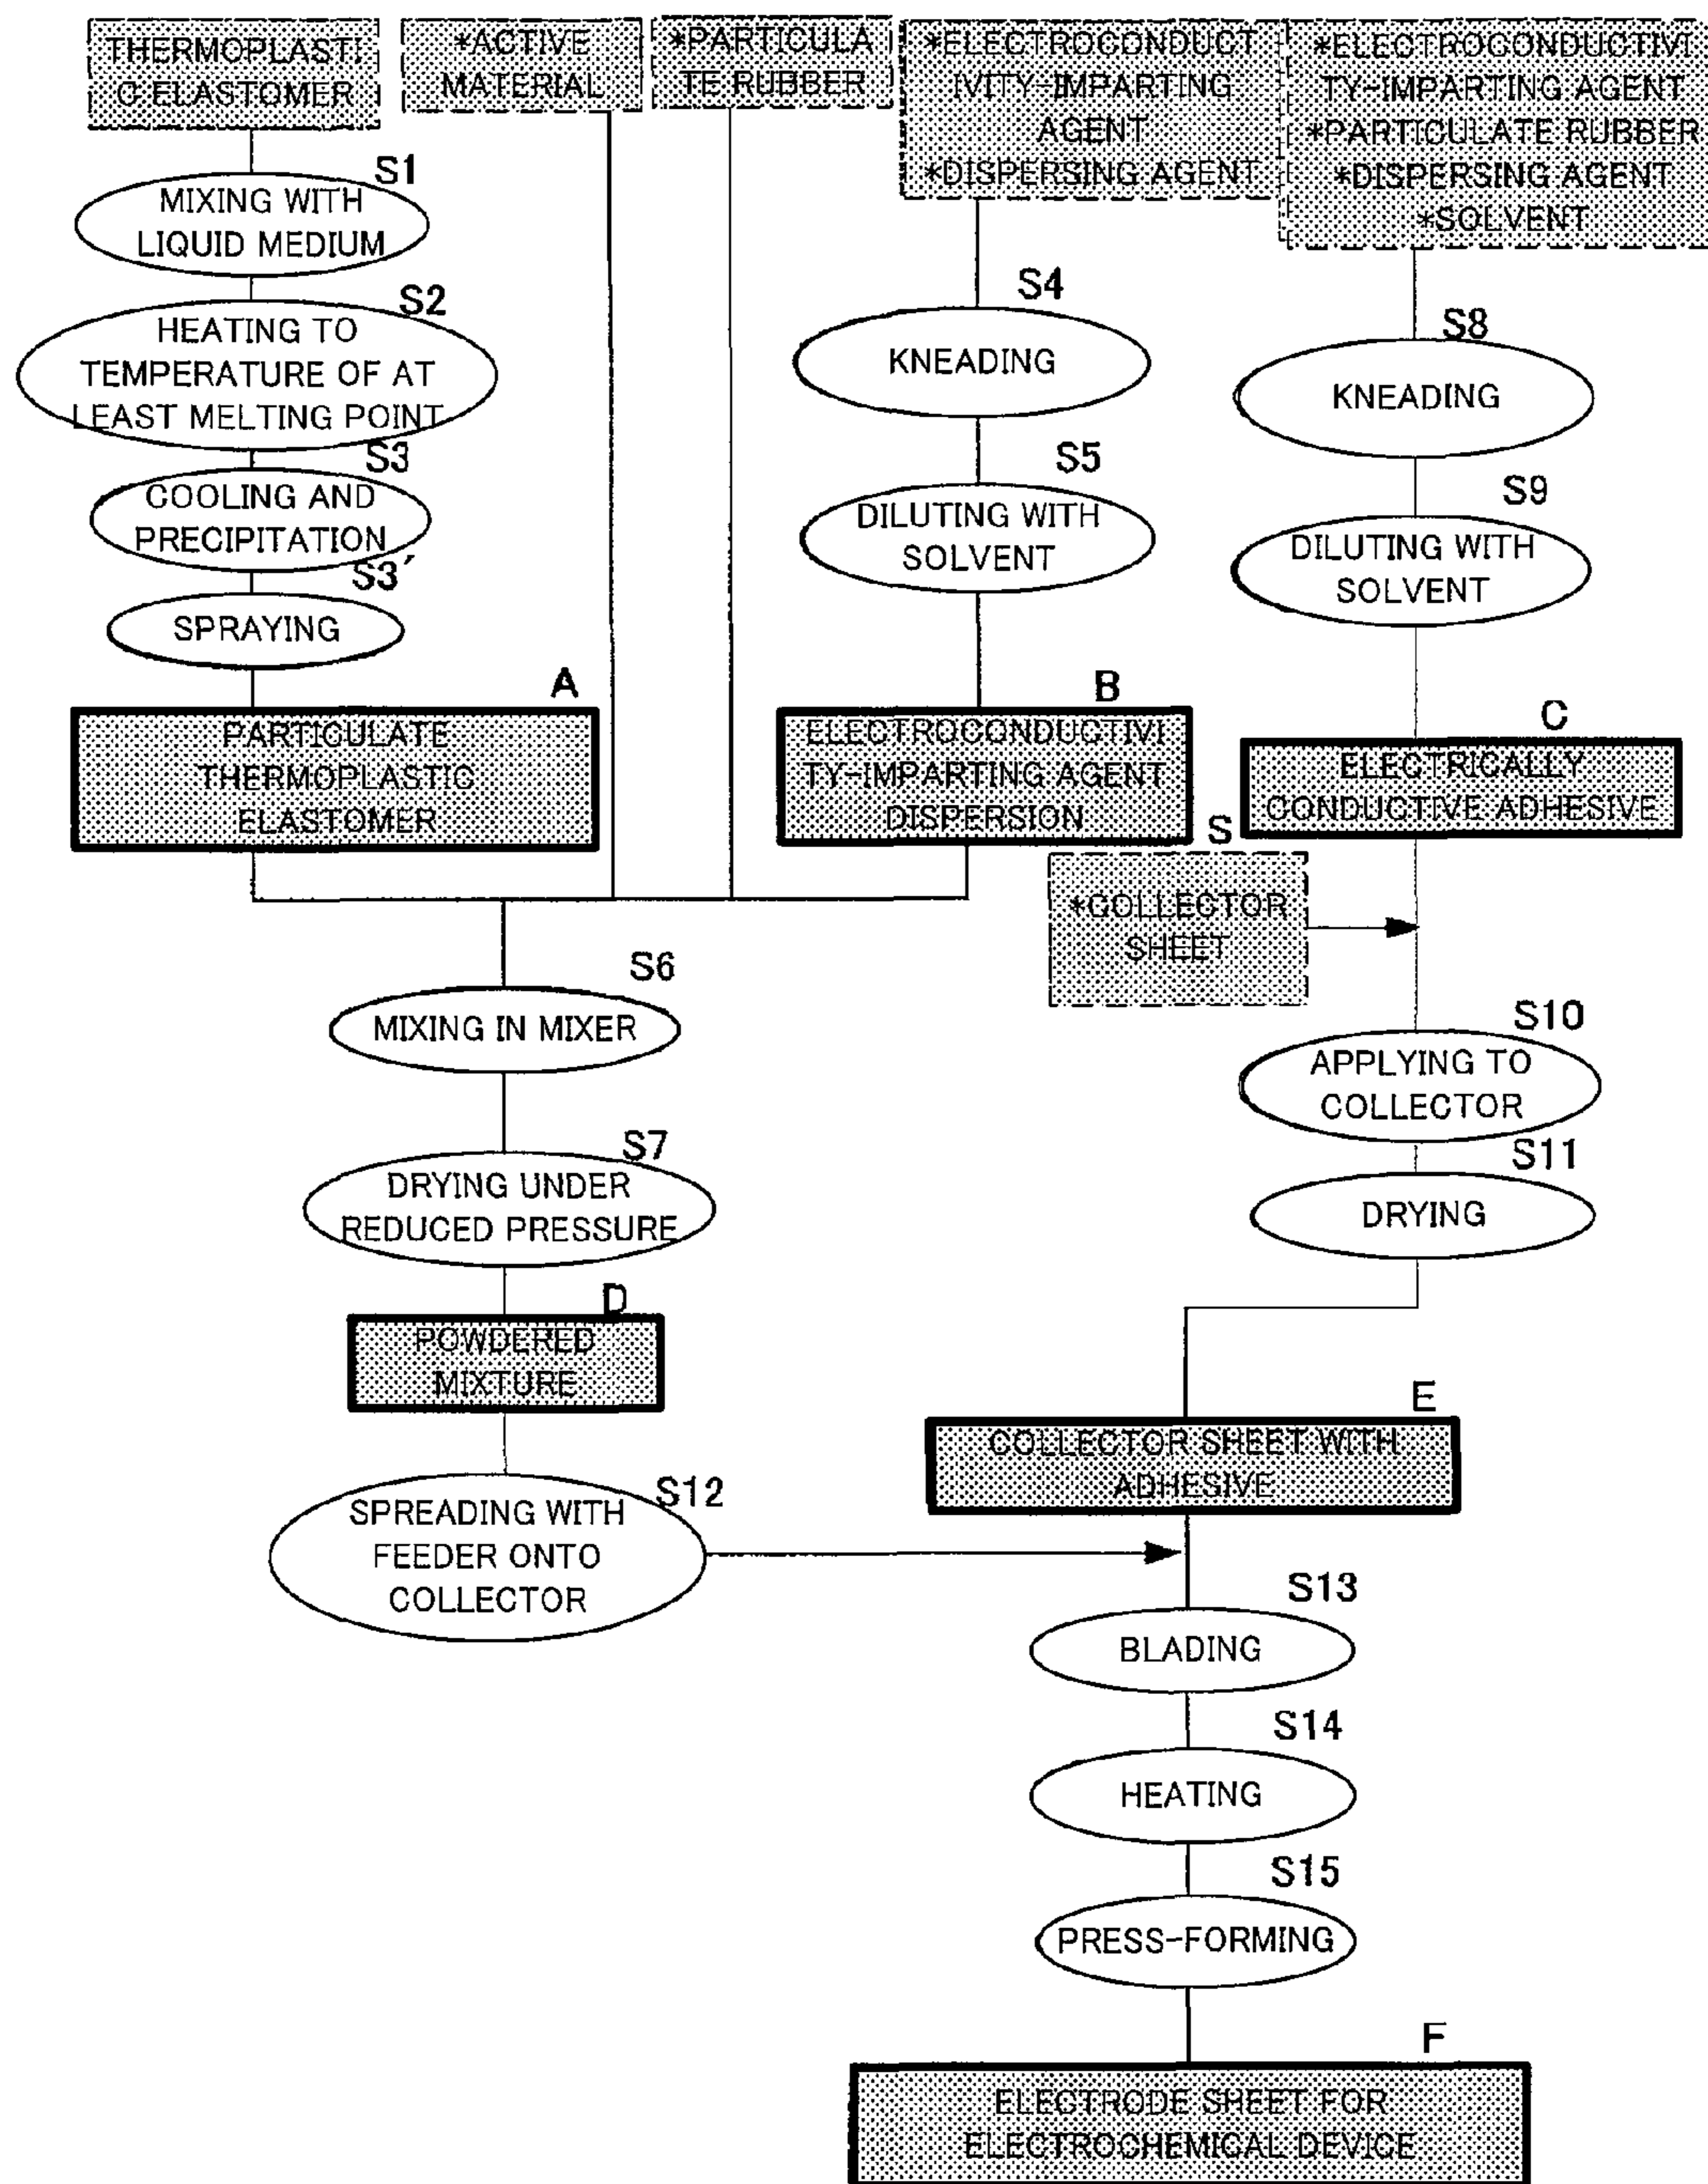 THERMOPLASTI
C ELASTOMER
*ACTIVE
MATERIAL
*PARTICULA
TE RUBBER
*ELECTROCONDUCT
IVITY-IMPARTING
AGENT
*DISPERSING AGENT
*ELECTROCONDUCTIVI
TY-IMPARTING AGENT
*PARTICULATE RUBBER
*DISPERSING AGENT
*SOLVENT
S1
MIXING WITH
LIQUID MEDIUM
S2
HEATING TO
TEMPERATURE OF AT
LEAST MELTING POINT
S3
COOLING AND
PRECIPITATION
S3´
SPRAYING
S4
KNEADING
S5
DILUTING WITH
SOLVENT
S8
KNEADING
S9
DILUTING WITH
SOLVENT
A
PARTICULATE
THERMOPLASTIC
ELASTOMER
B
ELECTROCONDUCTIVI
TY-IMPARTING AGENT
DISPERSION
C
ELECTRICALLY
CONDUCTIVE ADHESIVE
S
*COLLECTOR
SHEET
S6
MIXING IN MIXER
S7
DRYING UNDER
REDUCED PRESSURE
S10
APPLYING TO
COLLECTOR
S11
DRYING
D
POWDERED
MIXTURE
E
COLLECTOR SHEET WITH
ADHESIVE
S12
SPREADING WITH
FEEDER ONTO
COLLECTOR
S13
BLADING
S14
HEATING
S15
PRESS-FORMING
F
ELECTRODE SHEET FOR
ELECTROCHEMICAL DEVICE